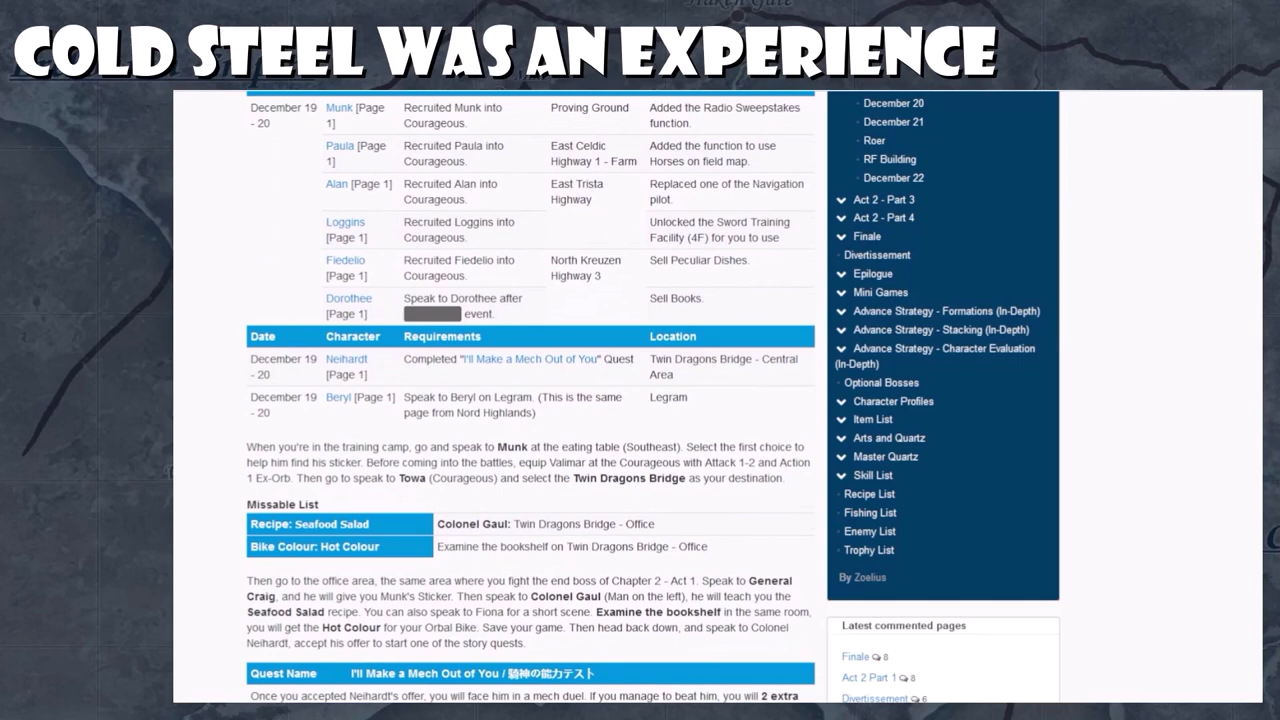 Haken Gate
COLD STEEL WAS AN EXPERIENCE
December 19 - 20 Munk [Page 1] Recruited Munk into Courageous. Proving Ground Added the Radio Sweepstakes function.
Paula [Page 1] Recruited Paula into Courageous. East Celdic Highway 1 - Farm Added the function to use Horses on field map.
Alan [Page 1] Recruited Alan into Courageous. East Trista Highway Replaced one of the Navigation pilot.
Loggins [Page 1] Recruited Loggins into Courageous. Unlocked the Sword Training Facility (4F) for you to use
Fiedelio [Page 1] Recruited Fiedelio into Courageous. North Kreuzen Highway 3 Sell Peculiar Dishes.
Dorothee [Page 1] Speak to Dorothee after event. Sell Books.
Date Character Requirements Location
December 19 - 20 Neihardt [Page 1] Completed "I'll Make a Mech Out of You" Quest Twin Dragons Bridge - Central Area
December 19 - 20 Beryl [Page 1] Speak to Beryl on Legram. (This is the same page from Nord Highlands) Legram
When you're in the training camp, go and speak to Munk at the eating table (Southeast). Select the first choice to
help him find his sticker. Before coming into the battles, equip Valimar at the Courageous with Attack 1-2 and Action
1 Ex-Orb. Then go to speak to Towa (Courageous) and select the Twin Dragons Bridge as your destination.
Missable List
Recipe: Seafood Salad Colonel Gaul: Twin Dragons Bridge - Office
Bike Colour: Hot Colour Examine the bookshelf on Twin Dragons Bridge - Office
Then go to the office area, the same area where you fight the end boss of Chapter 2 - Act 1. Speak to General
Craig, and he will give you Munk's Sticker. Then speak to Colonel Gaul (Man on the left), he will teach you the
Seafood Salad recipe. You can also speak to Fiona for a short scene. Examine the bookshelf in the same room,
you will get the Hot Colour for your Orbal Bike. Save your game. Then head back down, and speak to Colonel
Neihardt, accept his offer to start one of the story quests.
Quest Name I'll Make a Mech Out of You / 騎神の能力テスト
Once you accepted Neihardt's offer, you will face him in a mech duel. If you manage to beat him, you will 2 extra
December 20
December 21
Roer
RF Building
December 22
Act 2 - Part 3
Act 2 - Part 4
Finale
Divertissement
Epilogue
Mini Games
Advance Strategy - Formations (In-Depth)
Advance Strategy - Stacking (In-Depth)
Advance Strategy - Character Evaluation
(In-Depth)
Optional Bosses
Character Profiles
Item List
Arts and Quartz
Master Quartz
Skill List
Recipe List
Fishing List
Enemy List
Trophy List
By Zoelius
Latest commented pages
Finale 8
Act 2 Part 1 8
Divertissement 6